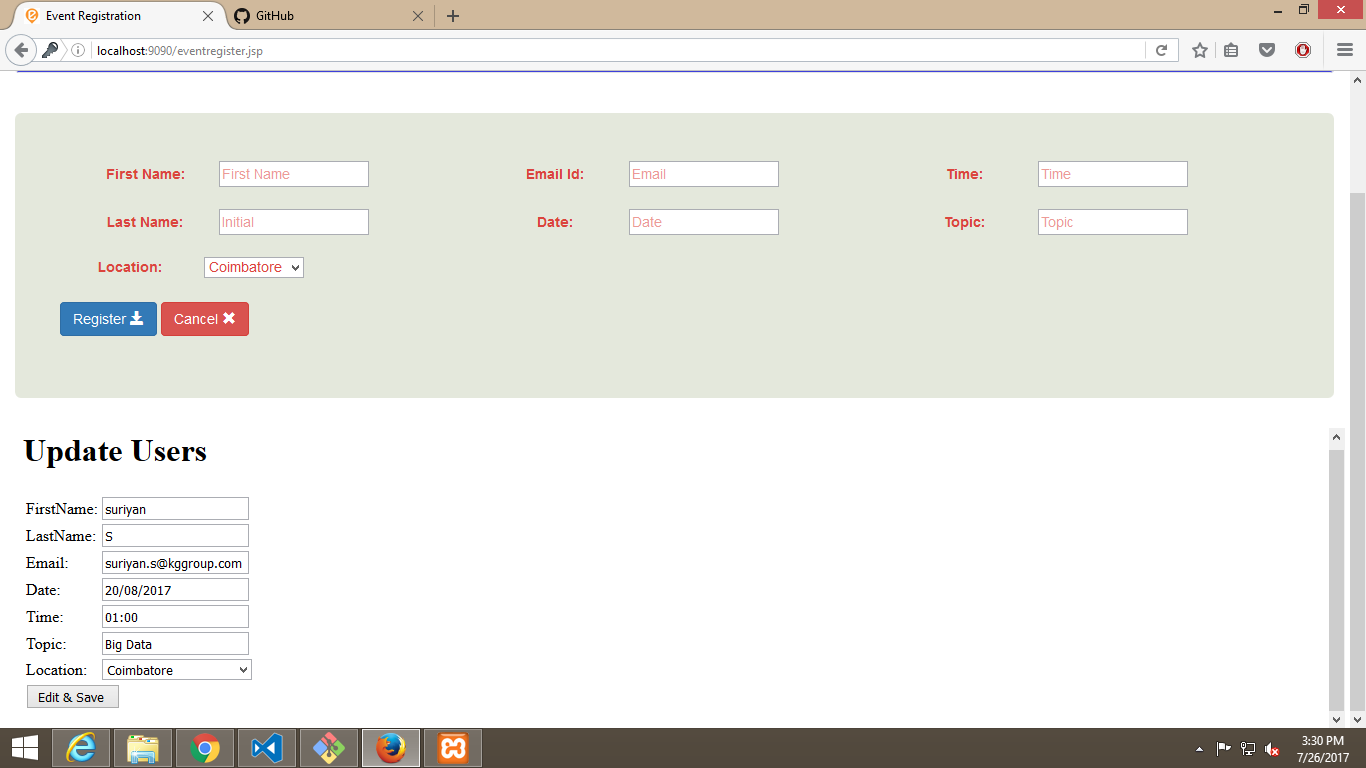 Event Registration
GitHub
localhost:9090/eventregister.jsp
First Name: First Name Email Id: Email Time: Time
Last Name: Initial Date: Date Topic: Topic
Location: Coimbatore
Register Cancel
Update Users
FirstName: suriyan
LastName: S
Email: suriyan.s@kggroup.com
Date: 20/08/2017
Time: 01:00
Topic: Big Data
Location: Coimbatore
Edit & Save
3:30 PM
7/26/2017